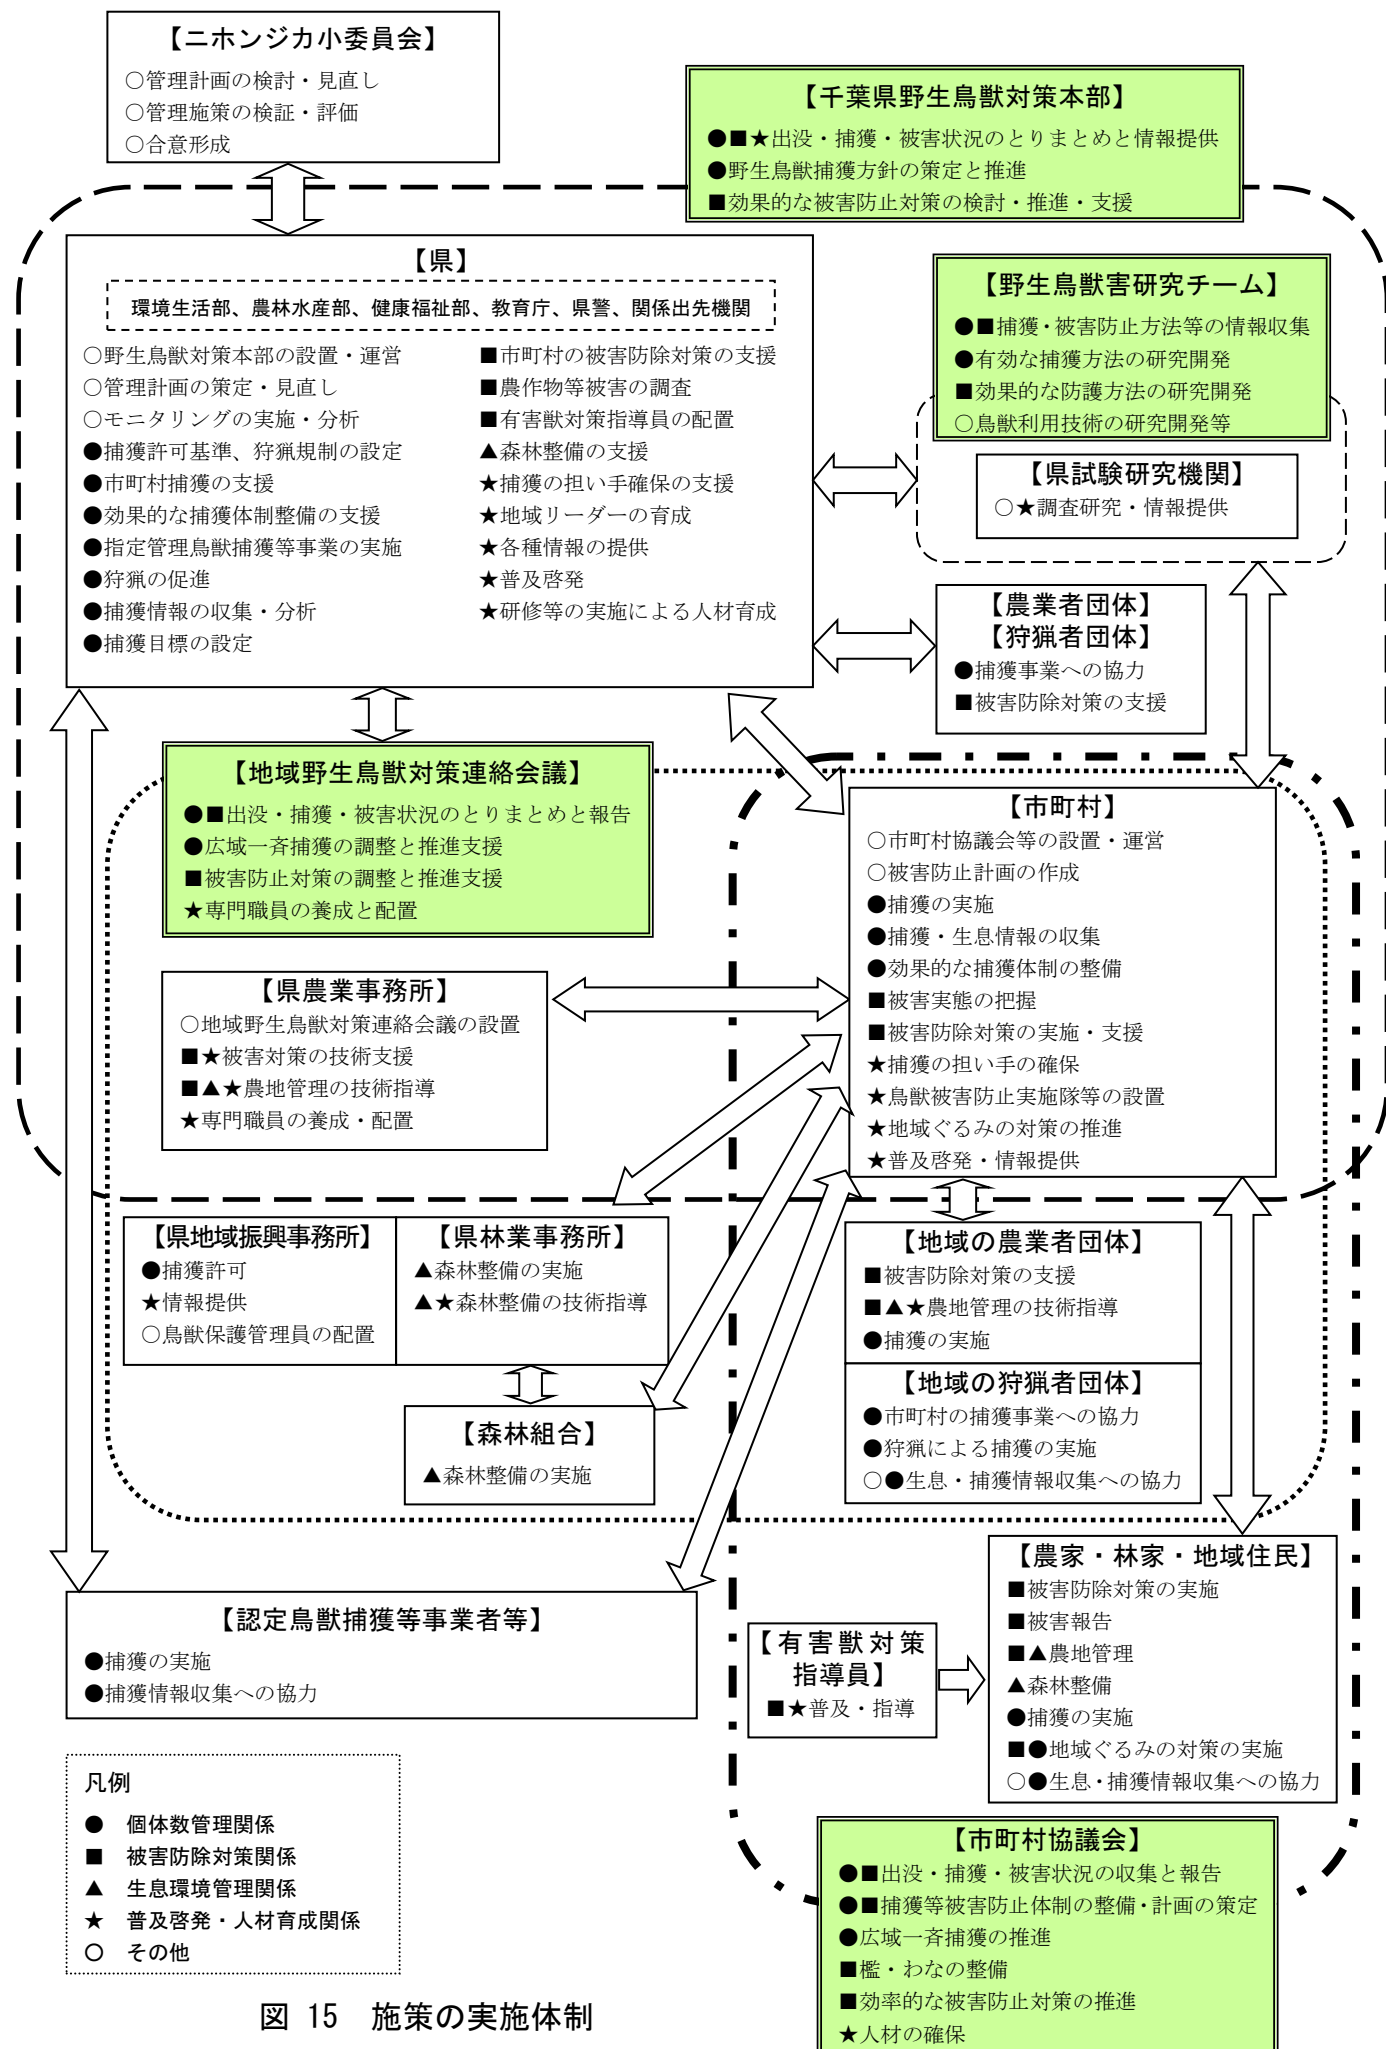 【ニホンジカ小委員会】
○管理計画の検討・見直し
○管理施策の検証・評価
○合意形成
【千葉県野生鳥獣対策本部】
●■★出没・捕獲・被害状況のとりまとめと情報提供
●野生鳥獣捕獲方針の策定と推進
■効果的な被害防止対策の検討・推進・支援
【県】
環境生活部、農林水産部、健康福祉部、教育庁、県警、関係出先機関
○野生鳥獣対策本部の設置・運営
○管理計画の策定・見直し
○モニタリングの実施・分析
●捕獲許可基準、狩猟規制の設定
●市町村捕獲の支援
●効果的な捕獲体制整備の支援
●指定管理鳥獣捕獲等事業の実施
●狩猟の促進
●捕獲情報の収集・分析
●捕獲目標の設定
■市町村の被害防除対策の支援
■農作物等被害の調査
■有害獣対策指導員の配置
▲森林整備の支援
★捕獲の担い手確保の支援
★地域リーダーの育成
★各種情報の提供
★普及啓発
★研修等の実施による人材育成
【野生鳥獣害研究チーム】
●■捕獲・被害防止方法等の情報収集
●有効な捕獲方法の研究開発
■効果的な防護方法の研究開発
○鳥獣利用技術の研究開発等
【県試験研究機関】
○★調査研究・情報提供
【農業者団体】
【狩猟者団体】
●捕獲事業への協力
■被害防除対策の支援
【地域野生鳥獣対策連絡会議】
●■出没・捕獲・被害状況のとりまとめと報告
●広域一斉捕獲の調整と推進支援
■被害防止対策の調整と推進支援
★専門職員の養成と配置
【市町村】
○市町村協議会等の設置・運営
○被害防止計画の作成
●捕獲の実施
●捕獲・生息情報の収集
●効果的な捕獲体制の整備
■被害実態の把握
■被害防除対策の実施・支援
★捕獲の担い手の確保
★鳥獣被害防止実施隊等の設置
★地域ぐるみの対策の推進
★普及啓発・情報提供
【県農業事務所】
○地域野生鳥獣対策連絡会議の設置
■★被害対策の技術支援
■▲★農地管理の技術指導
★専門職員の養成・配置
【県地域振興事務所】
●捕獲許可
★情報提供
○鳥獣保護管理員の配置
【県林業事務所】
▲森林整備の実施
▲★森林整備の技術指導
【地域の農業者団体】
■被害防除対策の支援
■▲★農地管理の技術指導
●捕獲の実施
【地域の狩猟者団体】
●市町村の捕獲事業への協力
●狩猟による捕獲の実施
○●生息・捕獲情報収集への協力
【森林組合】
▲森林整備の実施
【認定鳥獣捕獲等事業者等】
●捕獲の実施
●捕獲情報収集への協力
【有害獣対策
指導員】
■★普及・指導
【農家・林家・地域住民】
■被害防除対策の実施
■被害報告
■▲農地管理
▲森林整備
●捕獲の実施
■●地域ぐるみの対策の実施
○●生息・捕獲情報収集への協力
凡例
● 個体数管理関係
■ 被害防除対策関係
▲ 生息環境管理関係
★ 普及啓発・人材育成関係
○ その他
【市町村協議会】
●■出没・捕獲・被害状況の収集と報告
●■捕獲等被害防止体制の整備・計画の策定
●広域一斉捕獲の推進
■檻・わなの整備
■効率的な被害防止対策の推進
★人材の確保
図 15 施策の実施体制